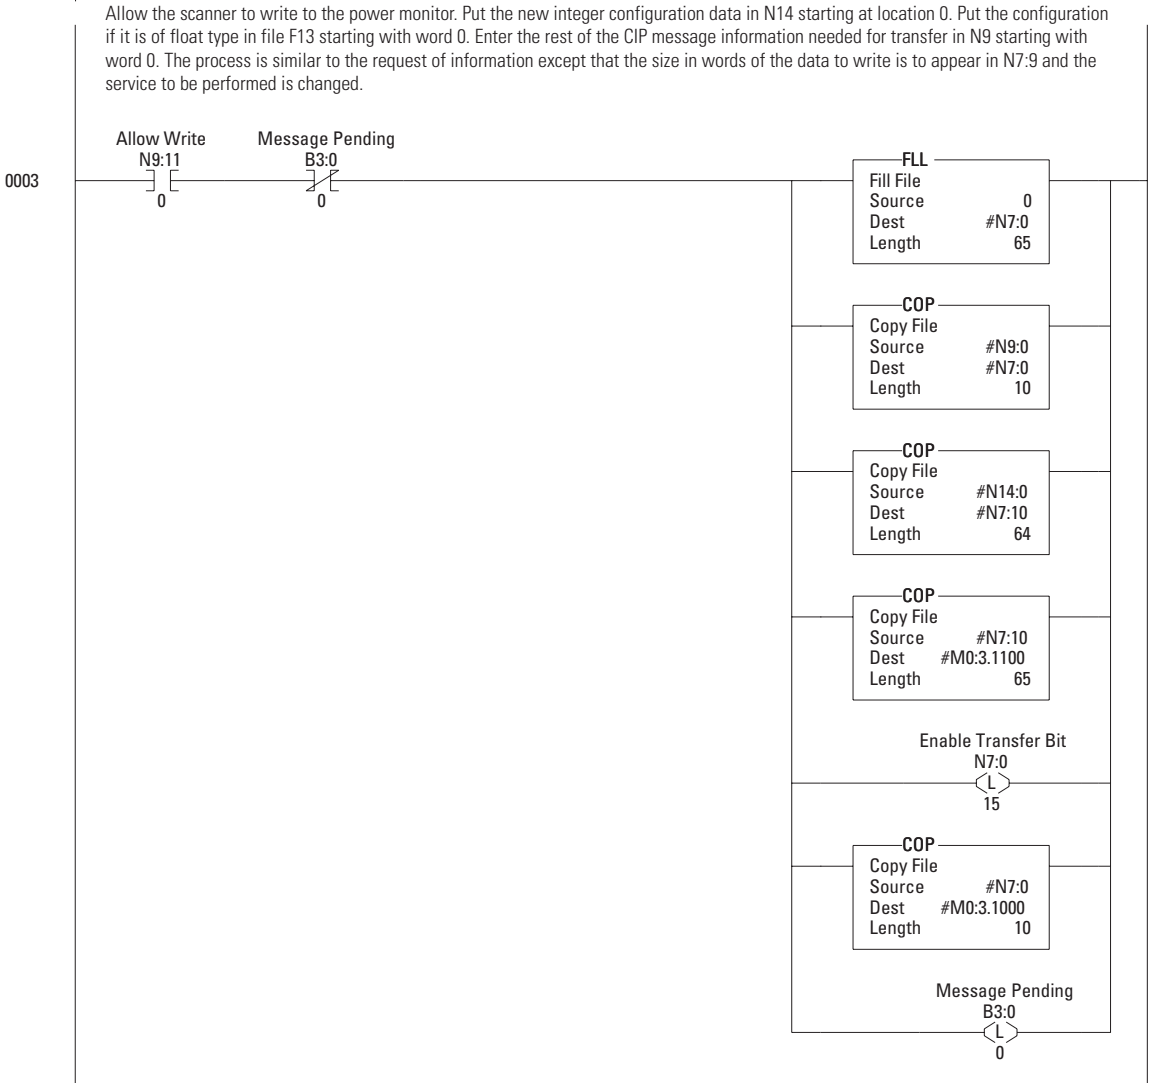 Allow the scanner to write to the power monitor. Put the new integer configuration data in N14 starting at location 0. Put the configuration
if it is of float type in file F13 starting with word 0. Enter the rest of the CIP message information needed for transfer in N9 starting with
word 0. The process is similar to the request of information except that the size in words of the data to write is to appear in N7:9 and the
service to be performed is changed.
Allow Write Message Pending
N9:11 B3:0
0003
0 0
FLL
Fill File
Source 0
Dest #N7:0
Length 65
COP
Copy File
Source #N9:0
Dest #N7:0
Length 10
COP
Copy File
Source #N14:0
Dest #N7:10
Length 64
COP
Copy File
Source #N7:10
Dest #M0:3.1100
Length 65
Enable Transfer Bit
N7:0
L
15
COP
Copy File
Source #N7:0
Dest #M0:3.1000
Length 10
Message Pending
B3:0
L
0